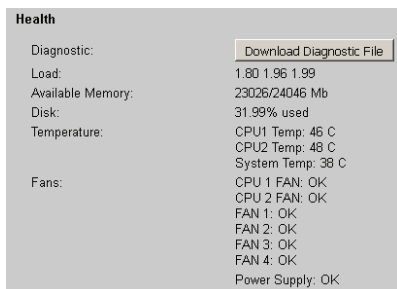 Health
Diagnostic: Download Diagnostic File
Load: 1.80 1.96 1.99
Available Memory: 23026/24046 Mb
Disk: 31.99% used
Temperature: CPU1 Temp: 46 C
CPU2 Temp: 48 C
System Temp: 38 C
Fans: CPU 1 FAN: OK
CPU 2 FAN: OK
FAN 1: OK
FAN 2: OK
FAN 3: OK
FAN 4: OK
Power Supply: OK